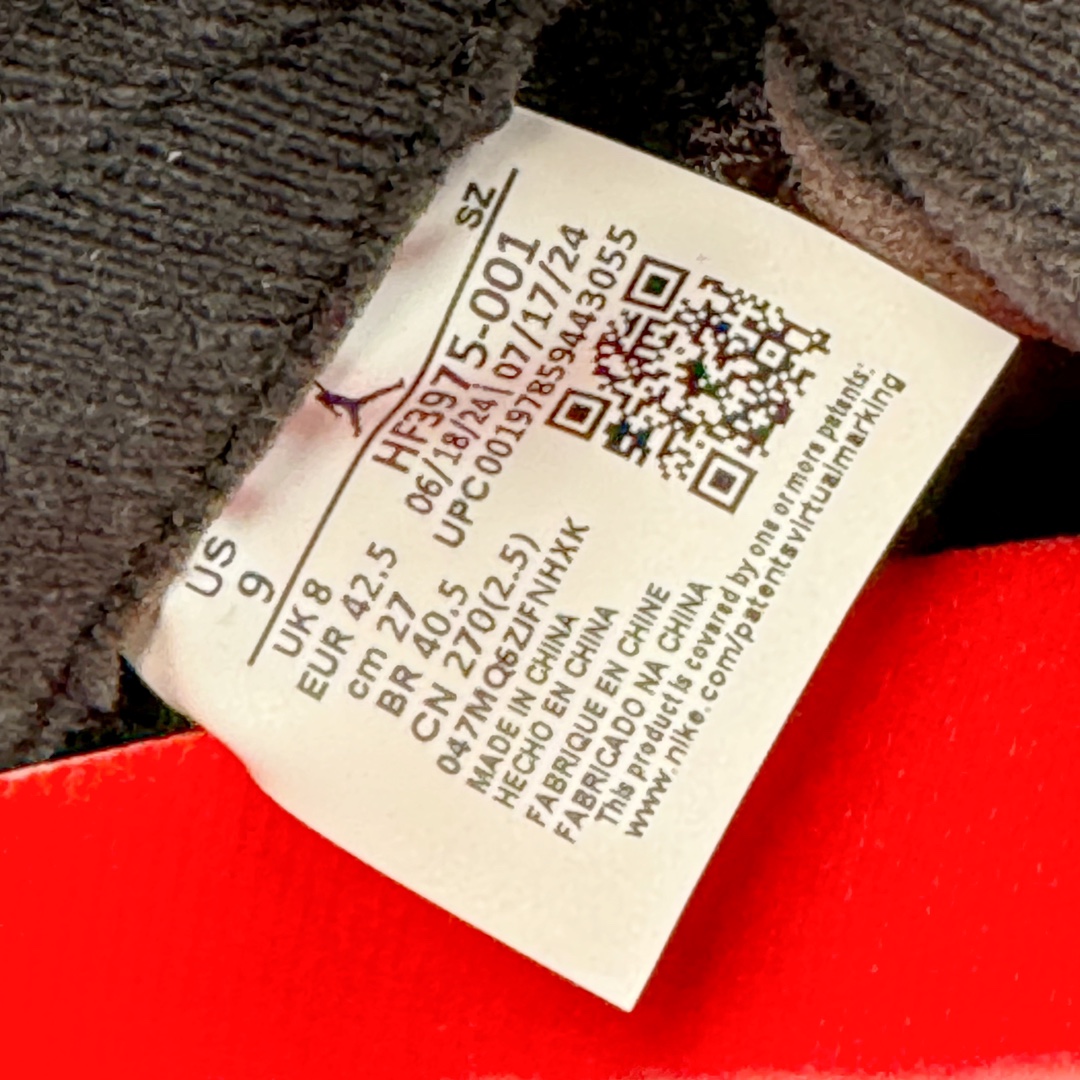 US SZ
9
UK 8 HF3975-001
EUR 42.5 06/18/24 | 07/17/24
cm 27 UPC00197859443055
BR 40.5
CN 270(2.5)
047MQ6ZJFNHXK
MADE IN CHINA
HECHO EN CHINA
FABRIQUE EN CHINE
FABRICADO NA CHINA
This product is covered by one or more patents:
www.nike.com/patentsvirtualmarking